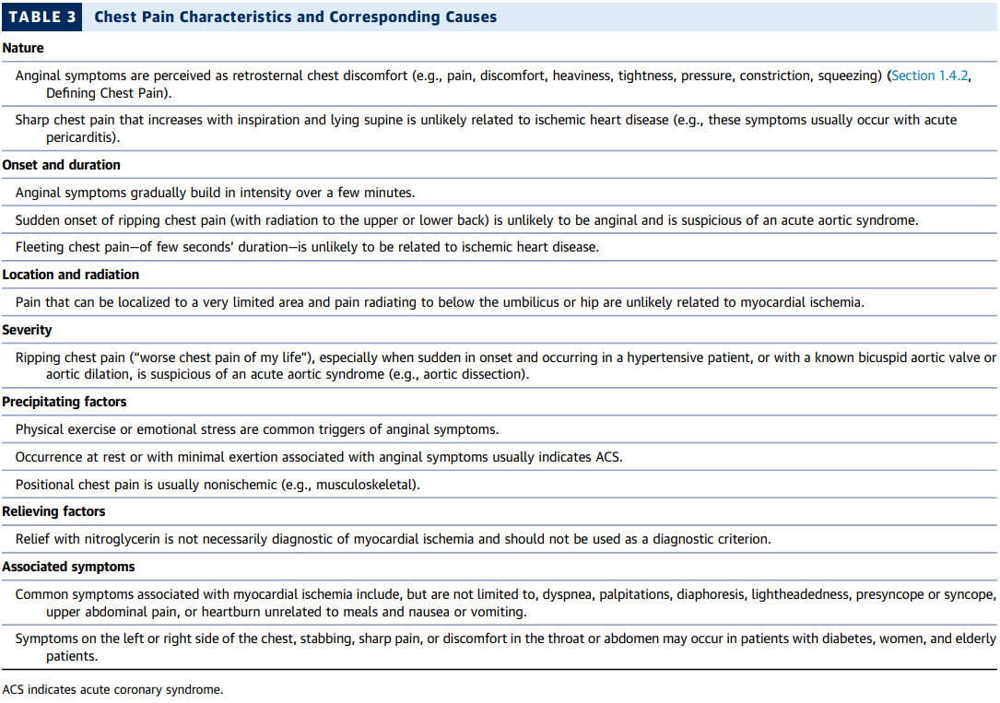 TABLE 3 Chest Pain Characteristics and Corresponding Causes
Nature
Anginal symptoms are perceived as retrosternal chest discomfort (e.g., pain, discomfort, heaviness, tightness, pressure, constriction, squeezing) (Section 1.4.2,
Defining Chest Pain).
Sharp chest pain that increases with inspiration and lying supine is unlikely related to ischemic heart disease (e.g., these symptoms usually occur with acute
pericarditis).
Onset and duration
Anginal symptoms gradually build in intensity over a few minutes.
Sudden onset of ripping chest pain (with radiation to the upper or lower back) is unlikely to be anginal and is suspicious of an acute aortic syndrome.
Fleeting chest pain—of few seconds’ duration—is unlikely to be related to ischemic heart disease.
Location and radiation
Pain that can be localized to a very limited area and pain radiating to below the umbilicus or hip are unlikely related to myocardial ischemia.
Severity
Ripping chest pain (“worse chest pain of my life”), especially when sudden in onset and occurring in a hypertensive patient, or with a known bicuspid aortic valve or
aortic dilation, is suspicious of an acute aortic syndrome (e.g., aortic dissection).
Precipitating factors
Physical exercise or emotional stress are common triggers of anginal symptoms.
Occurrence at rest or with minimal exertion associated with anginal symptoms usually indicates ACS.
Positional chest pain is usually nonischemic (e.g., musculoskeletal).
Relieving factors
Relief with nitroglycerin is not necessarily diagnostic of myocardial ischemia and should not be used as a diagnostic criterion.
Associated symptoms
Common symptoms associated with myocardial ischemia include, but are not limited to, dyspnea, palpitations, diaphoresis, lightheadedness, presyncope or syncope,
upper abdominal pain, or heartburn unrelated to meals and nausea or vomiting.
Symptoms on the left or right side of the chest, stabbing, sharp pain, or discomfort in the throat or abdomen may occur in patients with diabetes, women, and elderly
patients.
ACS indicates acute coronary syndrome.